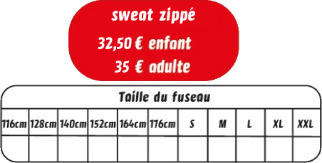 sweat zippé
32,50 € enfant
35 € adulte
Taille du fuseau
116cm 128cm 140cm 152cm 164cm 176cm S M L XL XXL